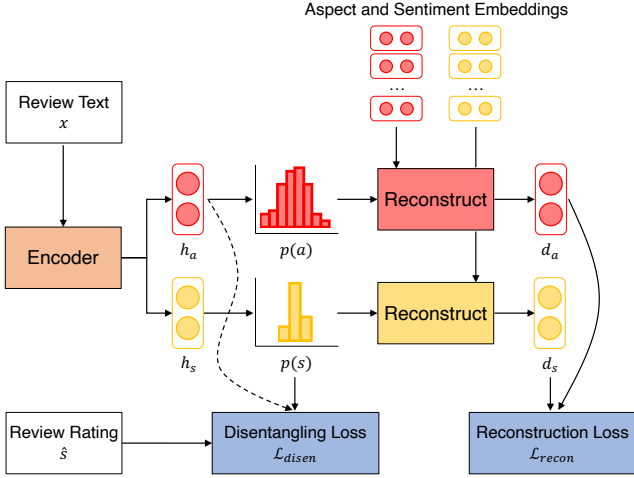 Aspect and Sentiment Embeddings
...
...
Review Text
x
Encoder
h_a
p(a)
Reconstruct
d_a
h_s
p(s)
Reconstruct
d_s
Review Rating
ŝ
Disentangling Loss
ℒ_disen
Reconstruction Loss
ℒ_recon